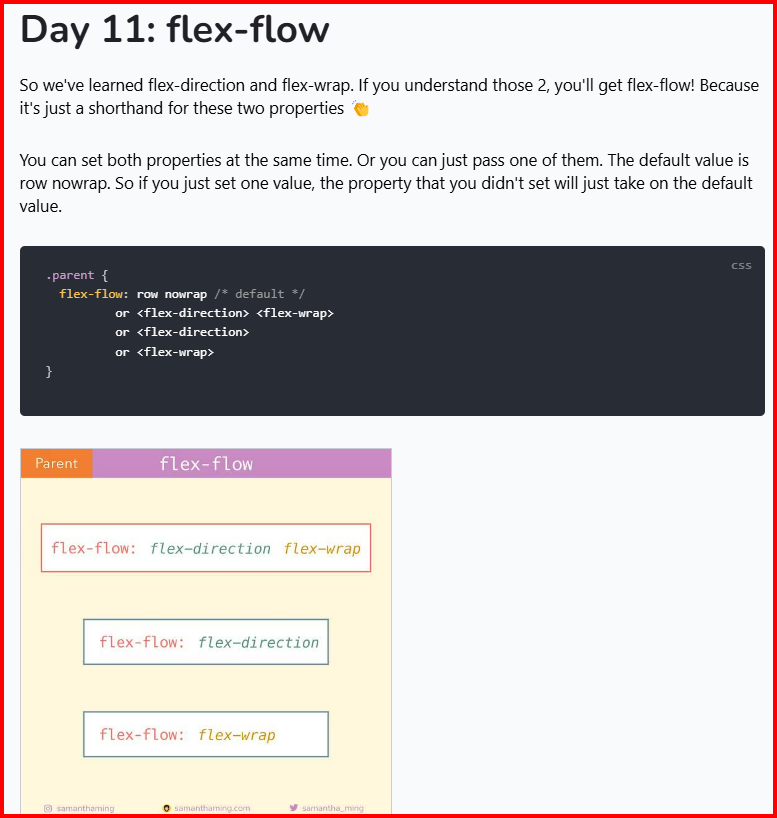 Day 11: flex-flow
So we've learned flex-direction and flex-wrap. If you understand those 2, you'll get flex-flow! Because
it's just a shorthand for these two properties 👏
You can set both properties at the same time. Or you can just pass one of them. The default value is
row nowrap. So if you just set one value, the property that you didn't set will just take on the default
value.
css
.parent {
flex-flow: row nowrap /* default */
or <flex-direction> <flex-wrap>
or <flex-direction>
or <flex-wrap>
}
Parent flex-flow
flex-flow: flex-direction flex-wrap
flex-flow: flex-direction
flex-flow: flex-wrap
samanthaming samanthaming.com samantha_ming